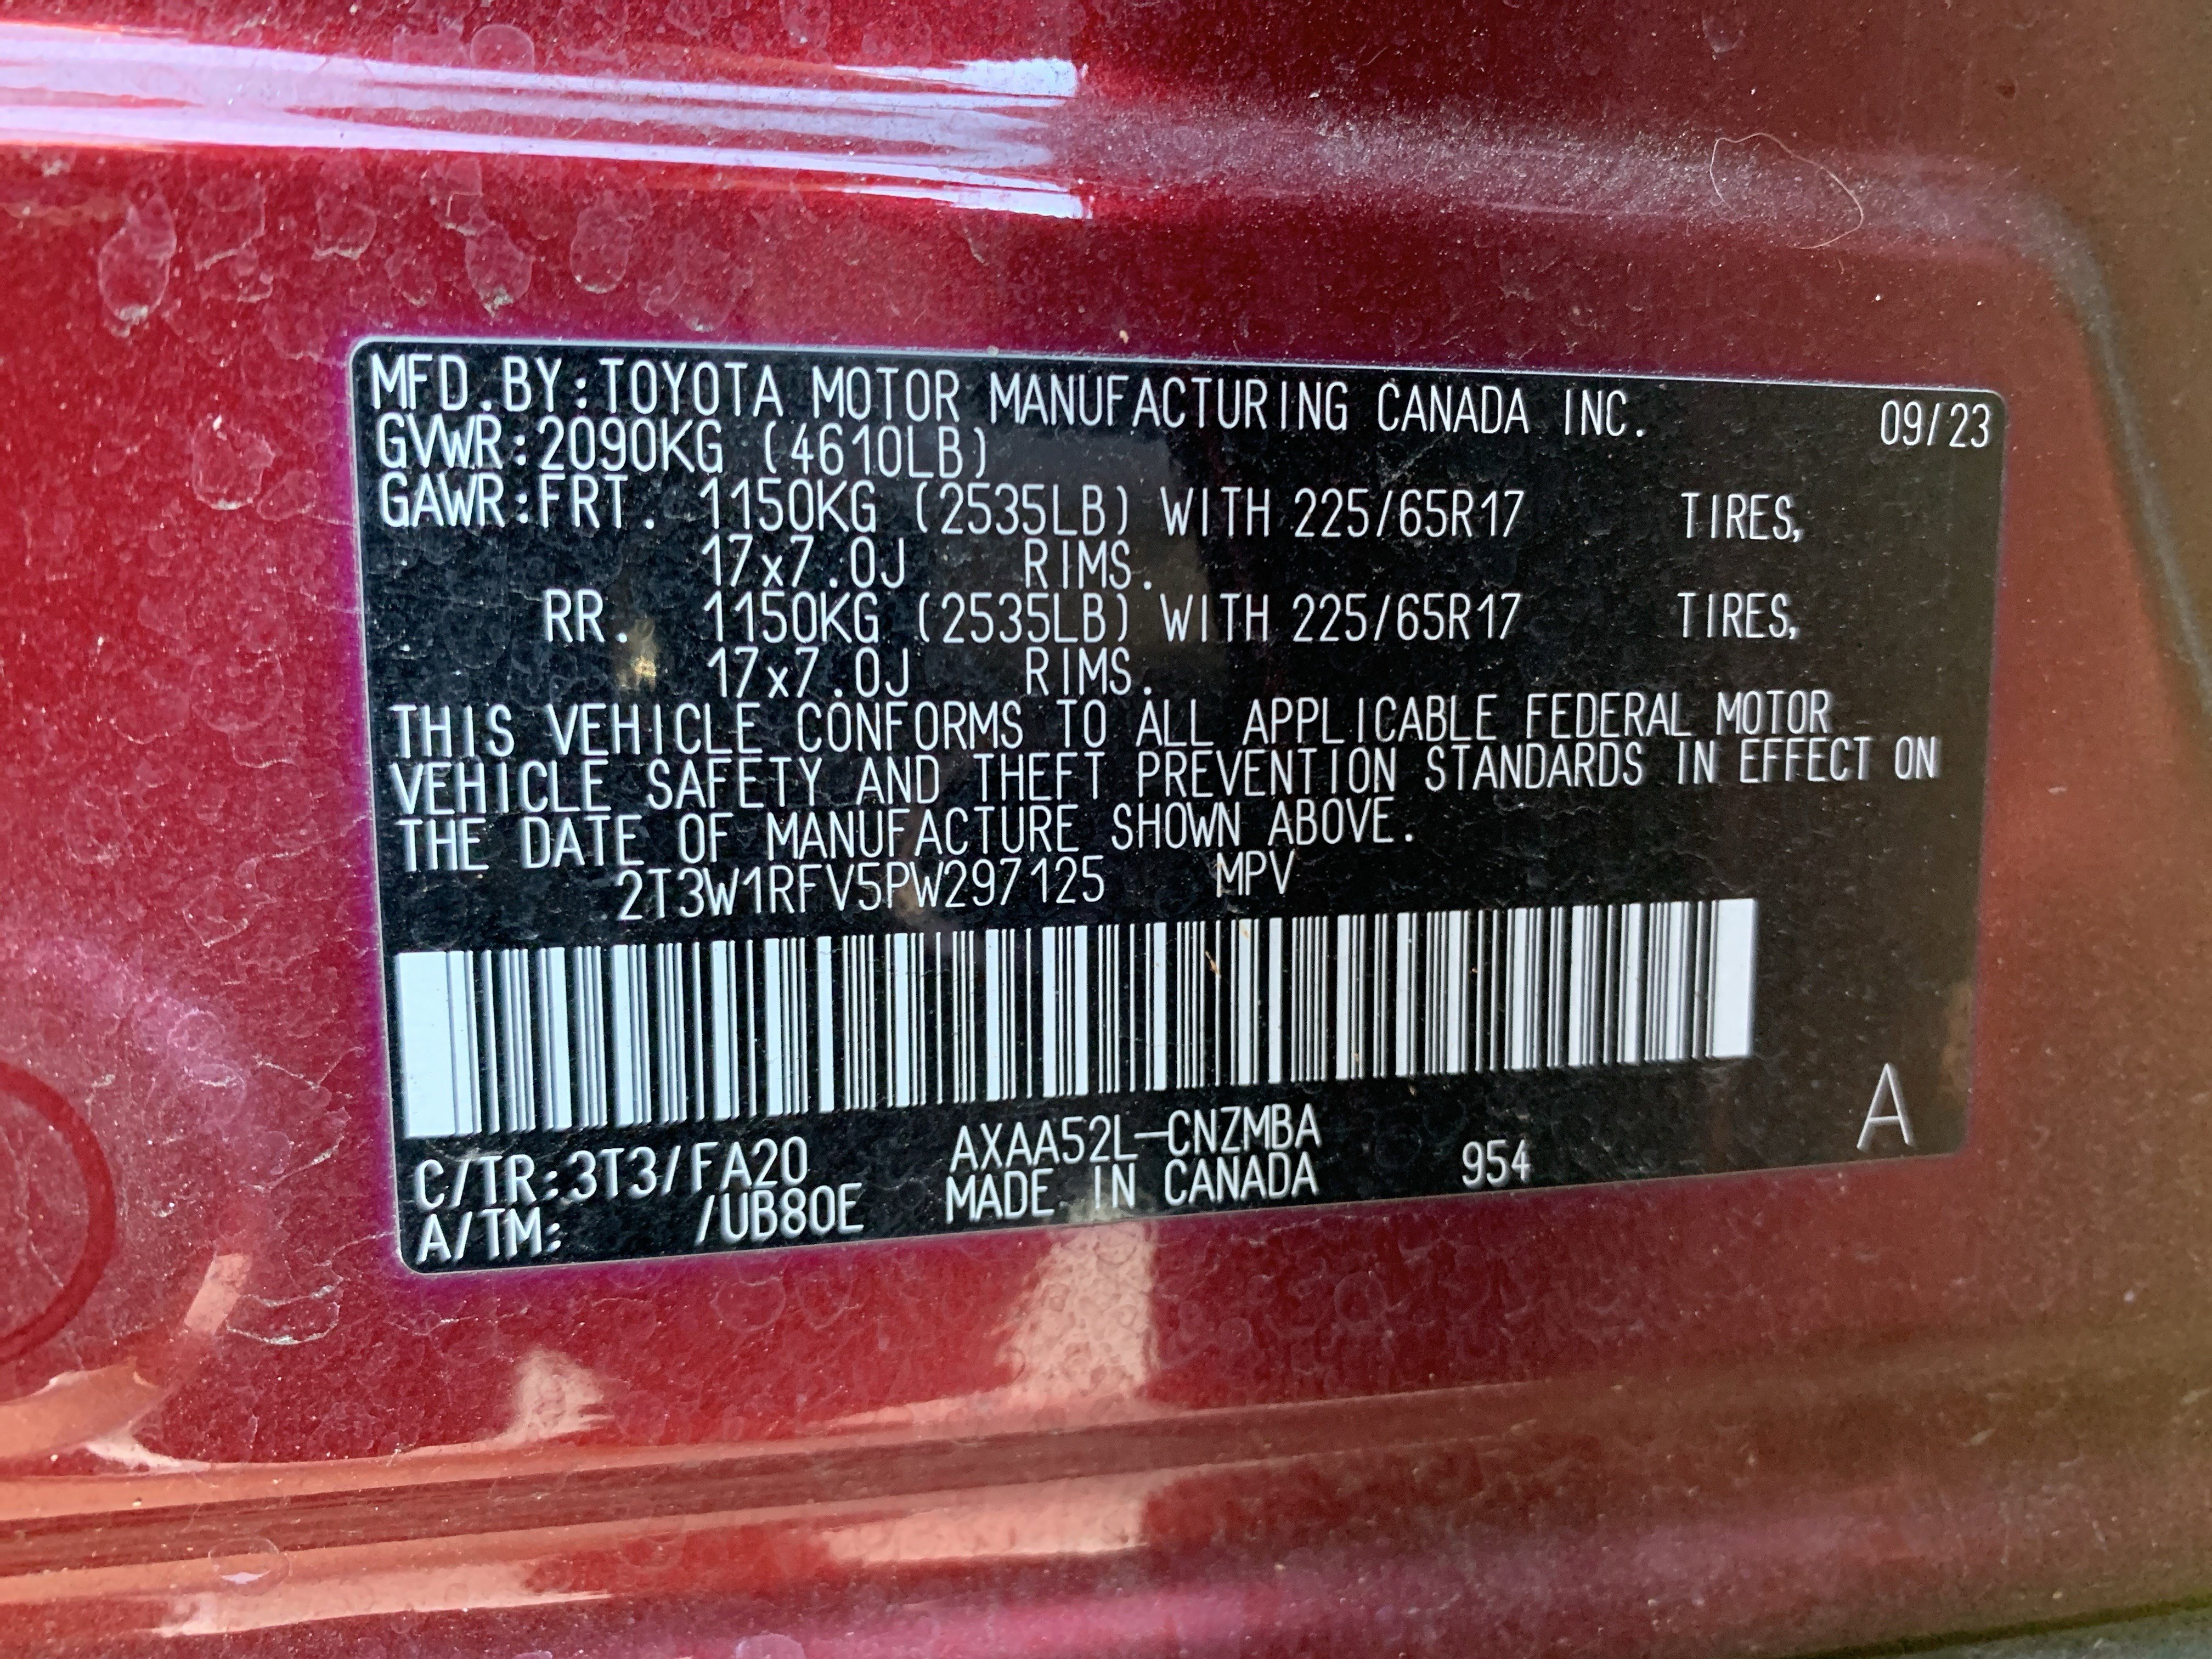 MFD.BY:TOYOTA MOTOR MANUFACTURING CANADA INC. 09/23
GVWR:2090KG (4610LB)
GAWR:FRT. 1150KG (2535LB) WITH 225/65R17 TIRES,
17x7.0J RIMS.
RR. 1150KG (2535LB) WITH 225/65R17 TIRES,
17x7.0J RIMS.
THIS VEHICLE CONFORMS TO ALL APPLICABLE FEDERAL MOTOR
VEHICLE SAFETY AND THEFT PREVENTION STANDARDS IN EFFECT ON
THE DATE OF MANUFACTURE SHOWN ABOVE.
2T3W1RFV5PW297125 MPV
A
C/TR:3T3/FA20 AXAA52L-CNZMBA
A/TM: /UB80E MADE IN CANADA 954